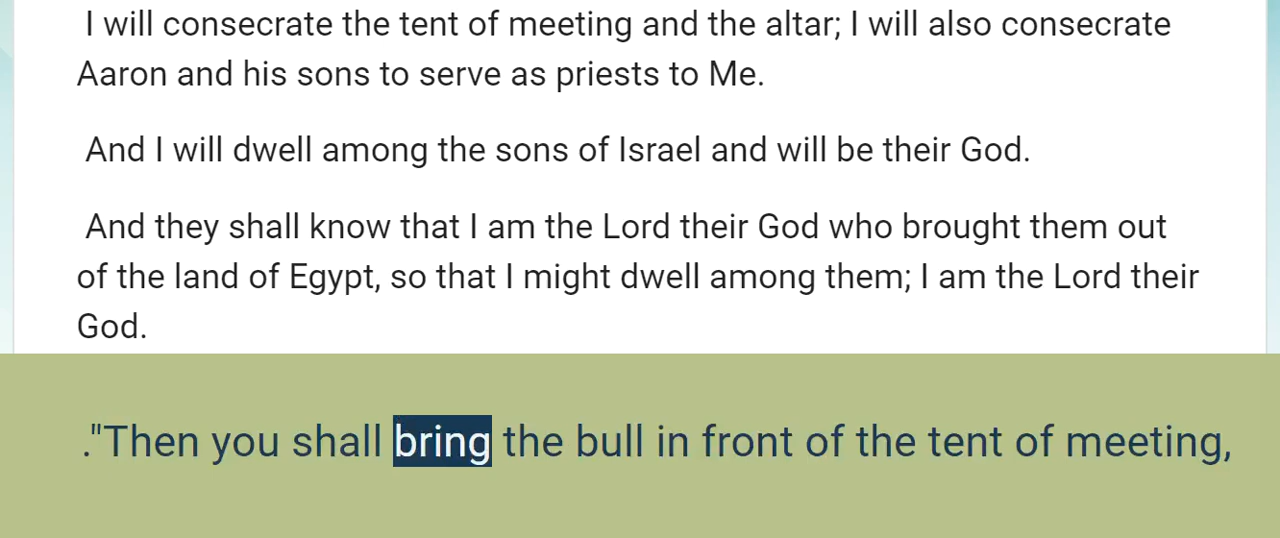 I will consecrate the tent of meeting and the altar; I will also consecrate
Aaron and his sons to serve as priests to Me.
And I will dwell among the sons of Israel and will be their God.
And they shall know that I am the Lord their God who brought them out
of the land of Egypt, so that I might dwell among them; I am the Lord their
God.
."Then you shall bring the bull in front of the tent of meeting,